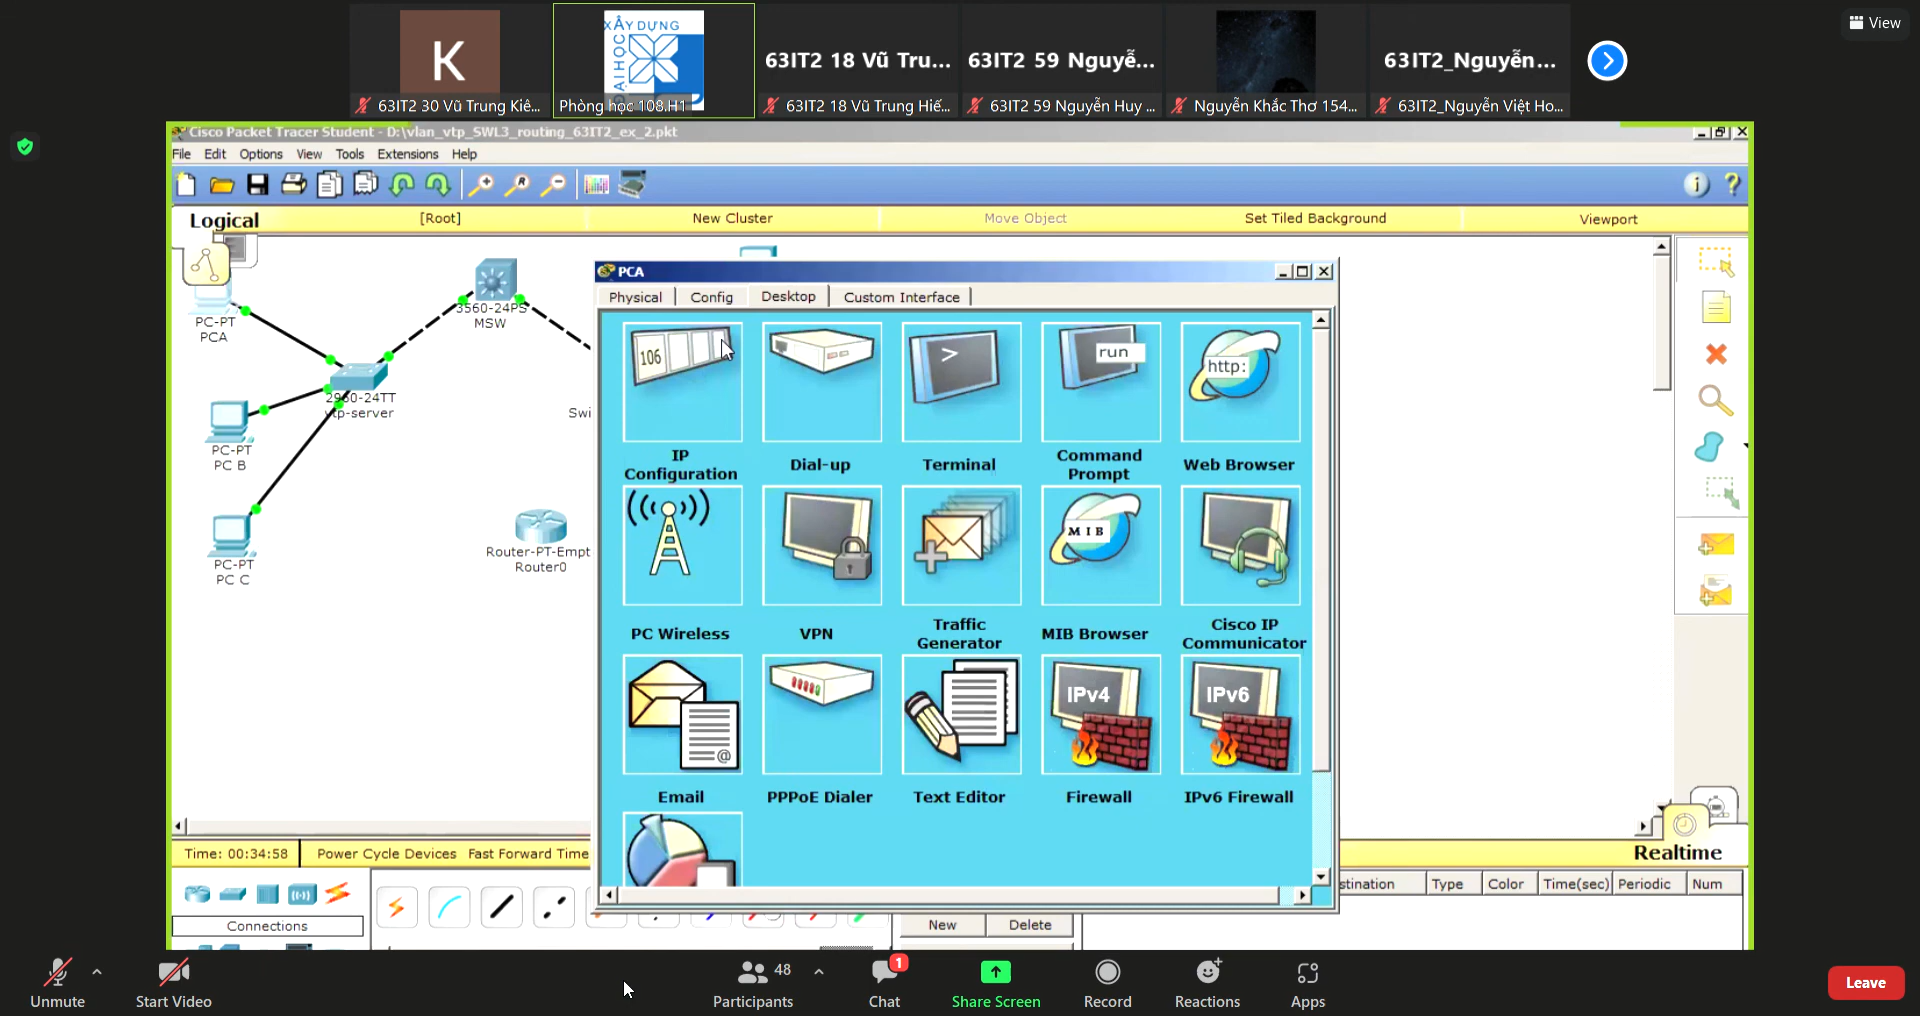 K
63IT2 30 Vũ Trung Kiê...
XÂY DỰNG
ĐẠI HỌC
Phòng học 108.H1
63IT2 18 Vũ Tru...
63IT2 18 Vũ Trung Hiế...
63IT2 59 Nguyễ...
63IT2 59 Nguyễn Huy ...
Nguyễn Khắc Thơ 154...
63IT2_Nguyễn...
63IT2_Nguyễn Việt Ho...
View
Cisco Packet Tracer Student - D:\vlan_vtp_SWL3_routing_63IT2_ex_2.pkt
File Edit Options View Tools Extensions Help
Logical [Root] New Cluster Move Object Set Tiled Background Viewport
PC-PT
PCA
3560-24PS
MSW
2960-24TT
vtp-server
Swi
PC-PT
PC B
PC-PT
PC C
Router-PT-Empt
Router0
PCA
Physical Config Desktop Custom Interface
106
>
run
http:
IP Configuration
Dial-up
Terminal
Command Prompt
Web Browser
MIB
PC Wireless
VPN
Traffic Generator
MIB Browser
Cisco IP Communicator
@
IPv4
IPv6
Email
PPPoE Dialer
Text Editor
Firewall
IPv6 Firewall
Time: 00:34:58 Power Cycle Devices Fast Forward Time
Realtime
Connections
New Delete
stination Type Color Time(sec) Periodic Num
Unmute
Start Video
48
Participants
1
Chat
Share Screen
Record
Reactions
Apps
Leave